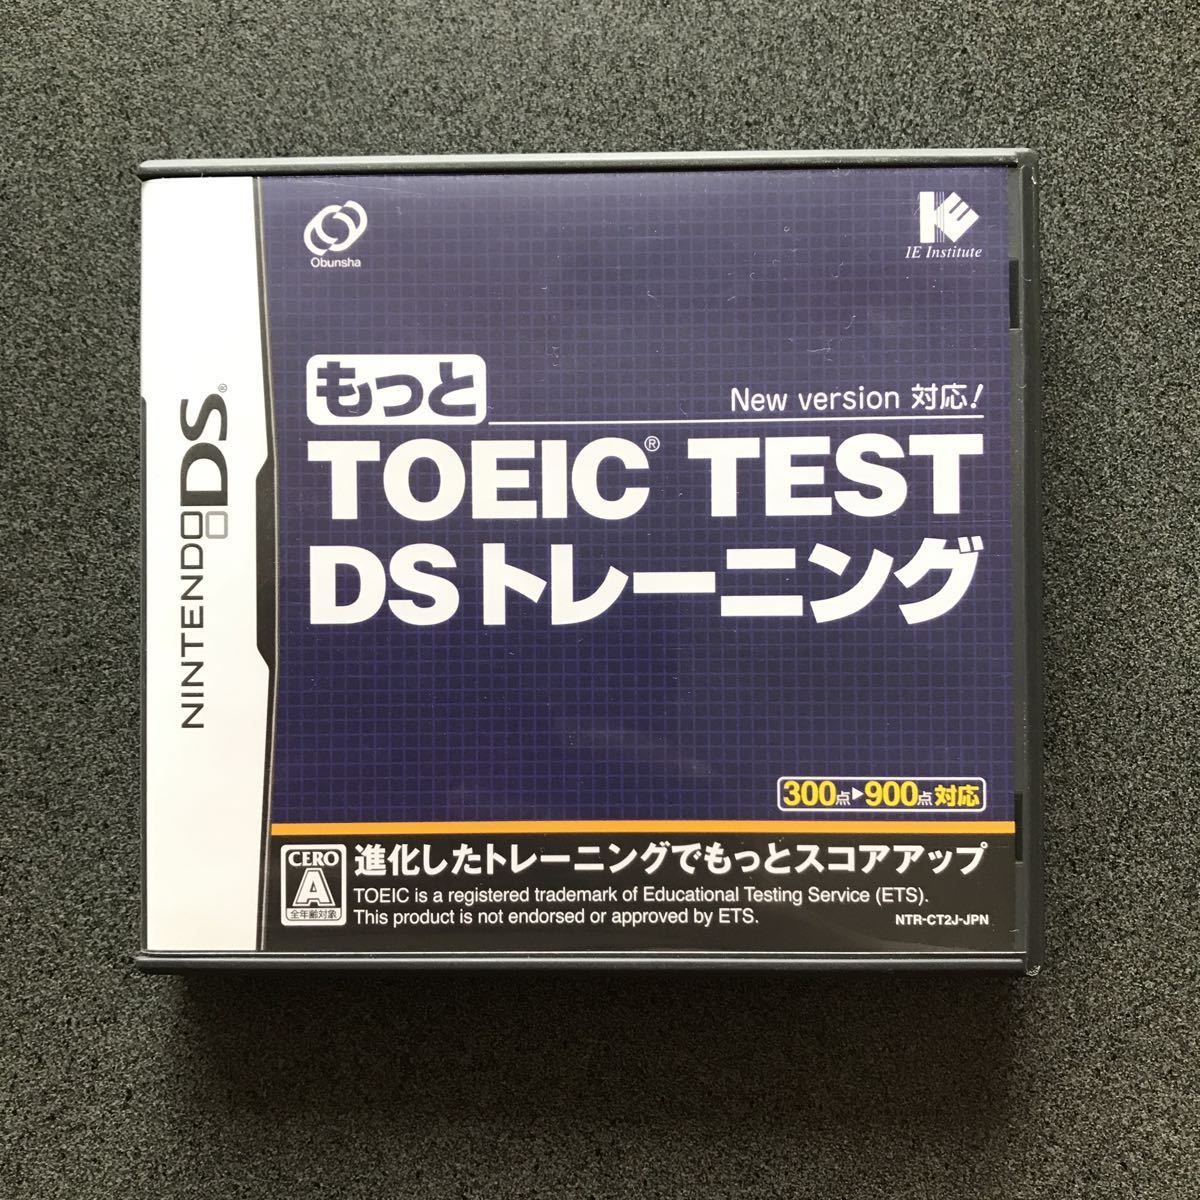 Obunsha
IE Institute
NINTENDO DS®
もっと
New version 対応!
TOEIC® TEST
DSトレーニング
300点▶900点対応
CERO
A
全年齢対象
進化したトレーニングでもっとスコアアップ
TOEIC is a registered trademark of Educational Testing Service (ETS).
This product is not endorsed or approved by ETS.
NTR-CT2J-JPN